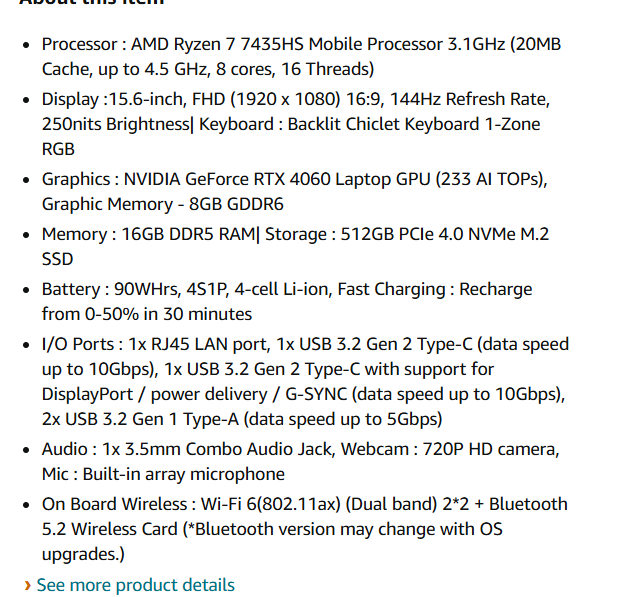 About this item
Processor : AMD Ryzen 7 7435HS Mobile Processor 3.1GHz (20MB
Cache, up to 4.5 GHz, 8 cores, 16 Threads)
Display :15.6-inch, FHD (1920 x 1080) 16:9, 144Hz Refresh Rate,
250nits Brightness| Keyboard : Backlit Chiclet Keyboard 1-Zone
RGB
Graphics : NVIDIA GeForce RTX 4060 Laptop GPU (233 AI TOPs),
Graphic Memory - 8GB GDDR6
Memory : 16GB DDR5 RAM| Storage : 512GB PCIe 4.0 NVMe M.2
SSD
Battery : 90WHrs, 4S1P, 4-cell Li-ion, Fast Charging : Recharge
from 0-50% in 30 minutes
I/O Ports : 1x RJ45 LAN port, 1x USB 3.2 Gen 2 Type-C (data speed
up to 10Gbps), 1x USB 3.2 Gen 2 Type-C with support for
DisplayPort / power delivery / G-SYNC (data speed up to 10Gbps),
2x USB 3.2 Gen 1 Type-A (data speed up to 5Gbps)
Audio : 1x 3.5mm Combo Audio Jack, Webcam : 720P HD camera,
Mic : Built-in array microphone
On Board Wireless : Wi-Fi 6(802.11ax) (Dual band) 2*2 + Bluetooth
5.2 Wireless Card (*Bluetooth version may change with OS
upgrades.)
› See more product details